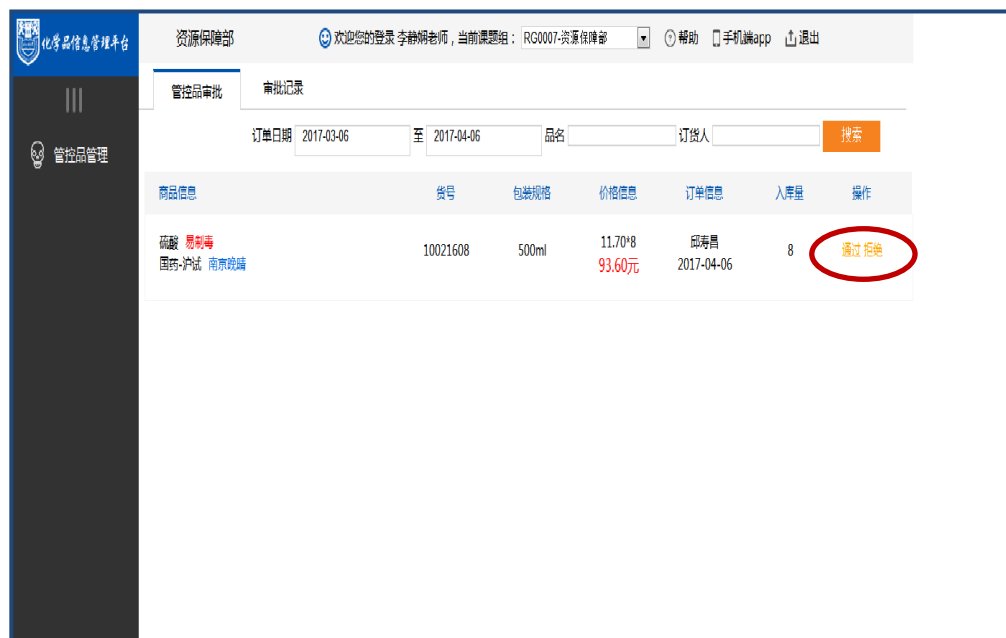 化学品信息管理平台
资源保障部 欢迎您的登录 李静娴老师，当前课题组： RG0007-资源保障部 帮助 手机端app 退出
管控品审批 审批记录
管控品管理
订单日期 2017-03-06 至 2017-04-06 品名 订货人 搜索
商品信息 货号 包装规格 价格信息 订单信息 入库量 操作
硫酸 易制毒 10021608 500ml 11.70*8 邱寿昌 8 通过 拒绝
国药-沪试 南京晚晴 93.60元 2017-04-06